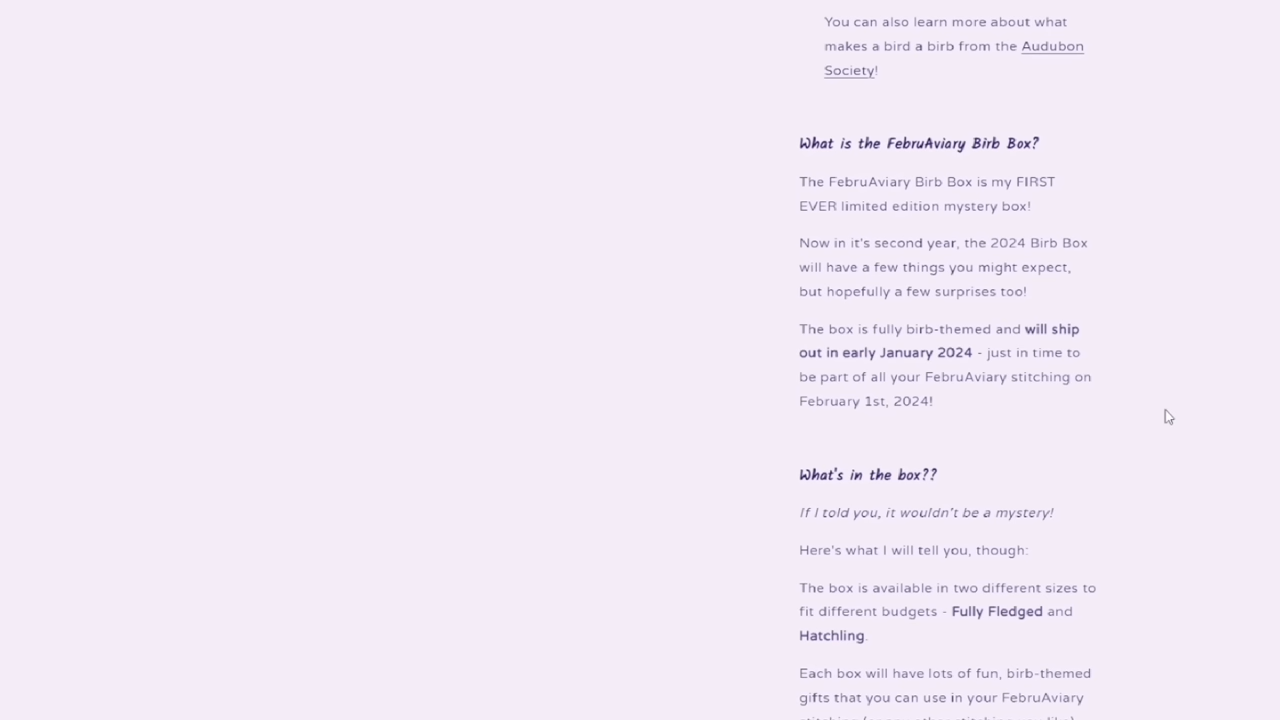 You can also learn more about what
makes a bird a birb from the Audubon
Society!
What is the FebruAviary Birb Box?
The FebruAviary Birb Box is my FIRST
EVER limited edition mystery box!
Now in it's second year, the 2024 Birb Box
will have a few things you might expect,
but hopefully a few surprises too!
The box is fully birb-themed and will ship
out in early January 2024 - just in time to
be part of all your FebruAviary stitching on
February 1st, 2024!
What's in the box??
If I told you, it wouldn't be a mystery!
Here's what I will tell you, though:
The box is available in two different sizes to
fit different budgets - Fully Fledged and
Hatchling.
Each box will have lots of fun, birb-themed
gifts that you can use in your FebruAviary